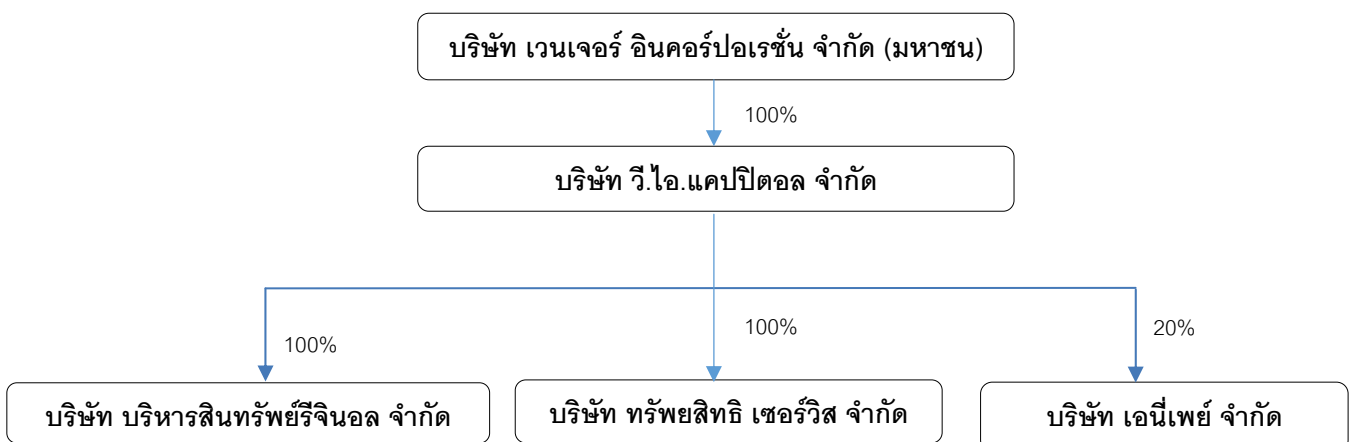 บริษัท เวนเจอร์ อินคอร์ปอเรชั่น จำกัด (มหาชน)
100%
บริษัท วี.ไอ.แคปปิตอล จำกัด
100%
100%
20%
บริษัท บริหารสินทรัพย์รีจินอล จำกัด
บริษัท ทรัพยสิทธิ เซอร์วิส จำกัด
บริษัท เอนี่เพย์ จำกัด